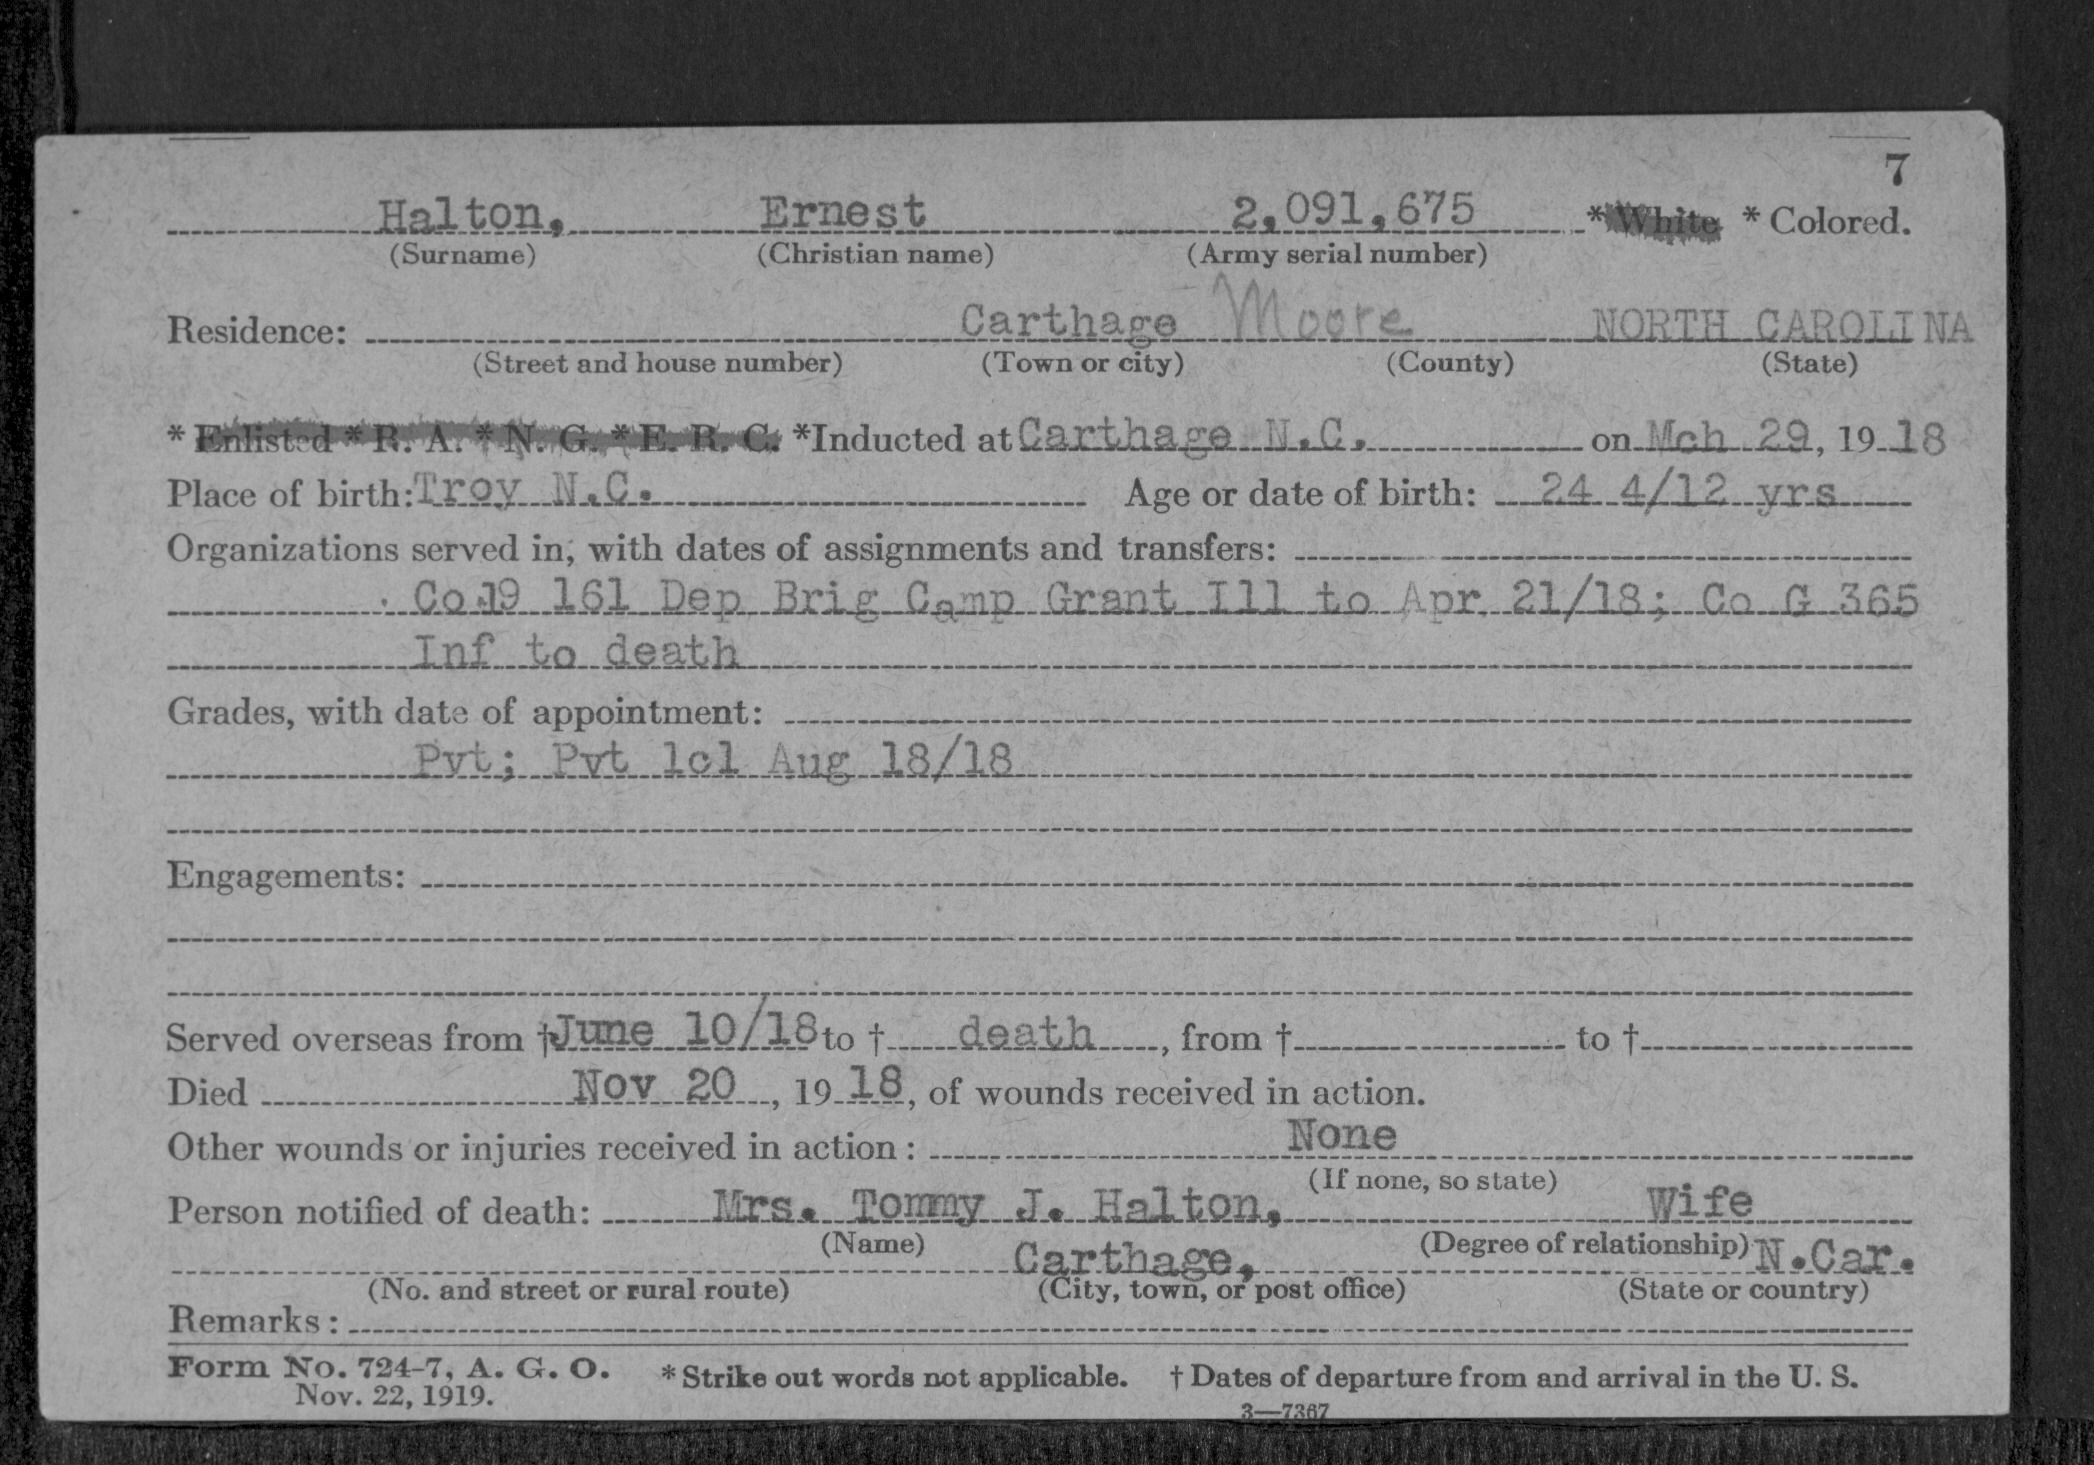 7
Halton, Ernest 2,091,675 *White *Colored.
(Surname) (Christian name) (Army serial number)
Residence: Carthage Moore NORTH CAROLINA
(Street and house number) (Town or city) (County) (State)
* Enlisted * R. A. * N. G. * E. R. C. *Inducted at Carthage N.C. on Mch 29, 19 18
Place of birth: Troy N.C. Age or date of birth: 24 4/12 yrs
Organizations served in, with dates of assignments and transfers:
Co 19 161 Dep Brig Camp Grant Ill to Apr 21/18; Co G 365
Inf to death
Grades, with date of appointment:
Pvt; Pvt 1cl Aug 18/18
Engagements:
Served overseas from † June 10/18 to † death, from † to †
Died Nov 20, 19 18, of wounds received in action.
Other wounds or injuries received in action: None
(If none, so state)
Person notified of death: Mrs. Tommy J. Halton, Wife
(Name) (Degree of relationship)
Carthage, N.Car.
(No. and street or rural route) (City, town, or post office) (State or country)
Remarks:
Form No. 724-7, A. G. O. *Strike out words not applicable. † Dates of departure from and arrival in the U. S.
Nov. 22, 1919.
3—7367